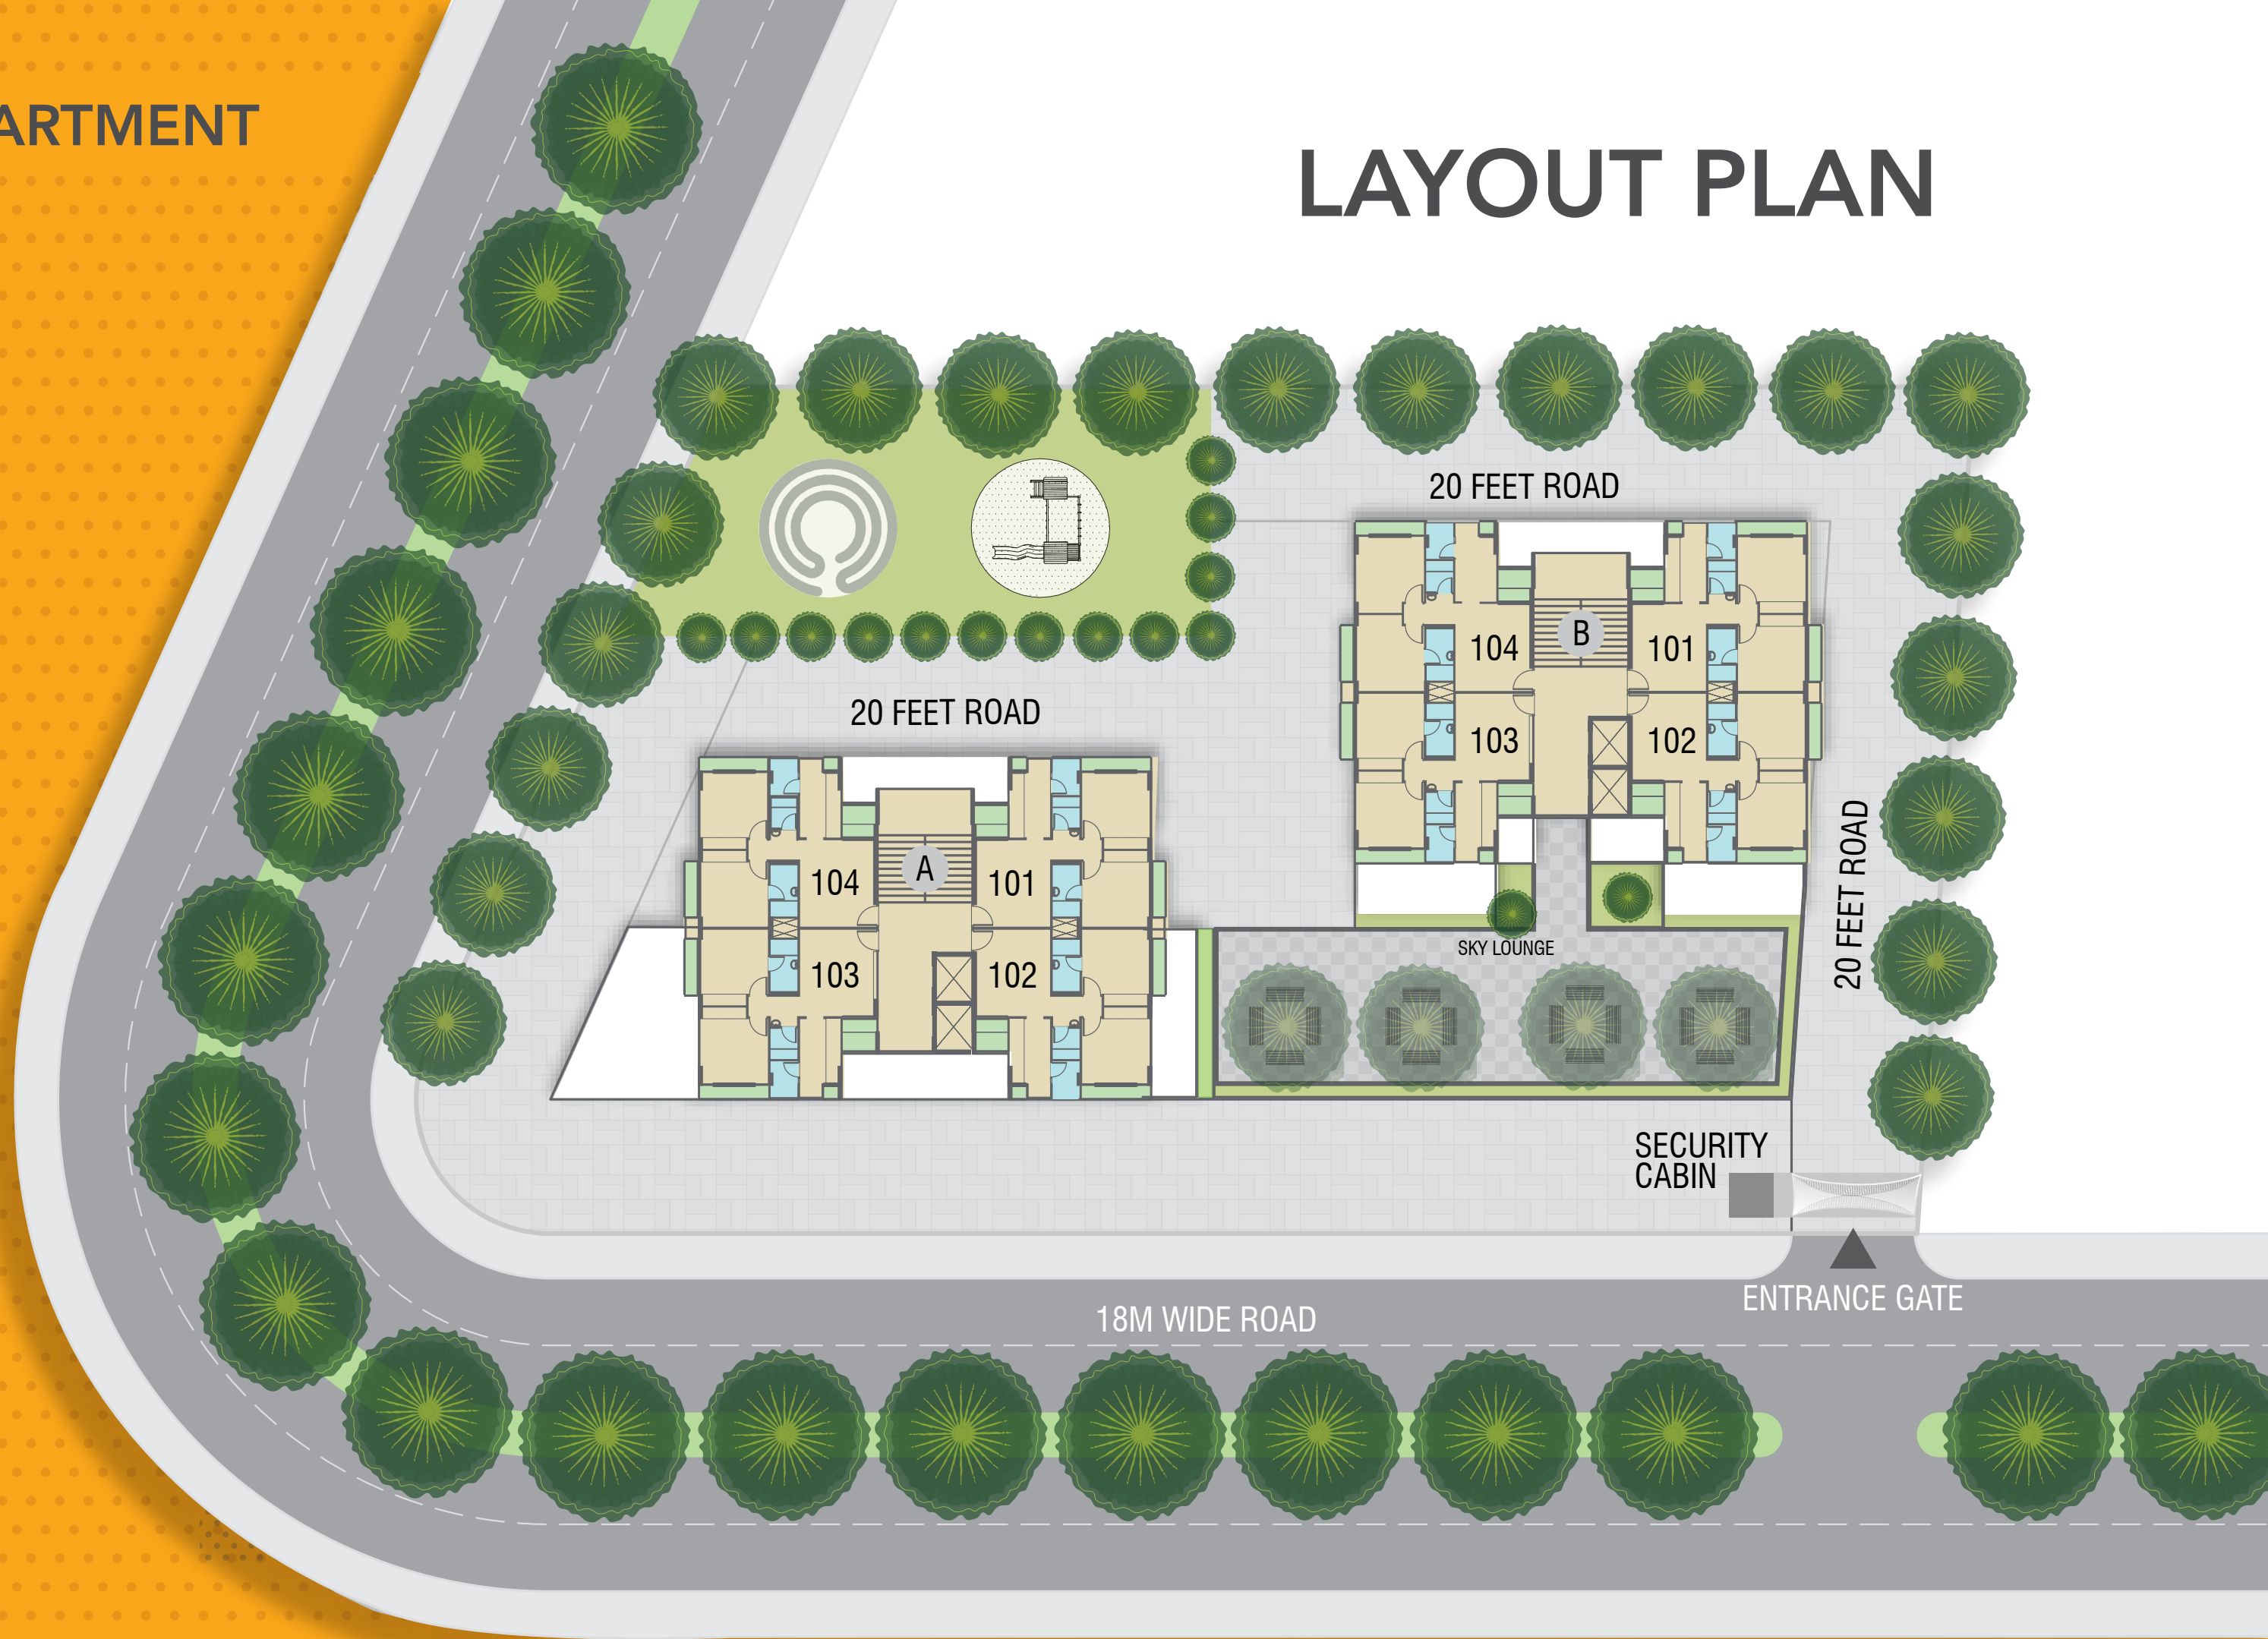 ARTMENT
LAYOUT PLAN
20 FEET ROAD
104
B
101
103
102
20 FEET ROAD
104
A
101
103
102
SKY LOUNGE
20 FEET ROAD
SECURITY
CABIN
ENTRANCE GATE
18M WIDE ROAD